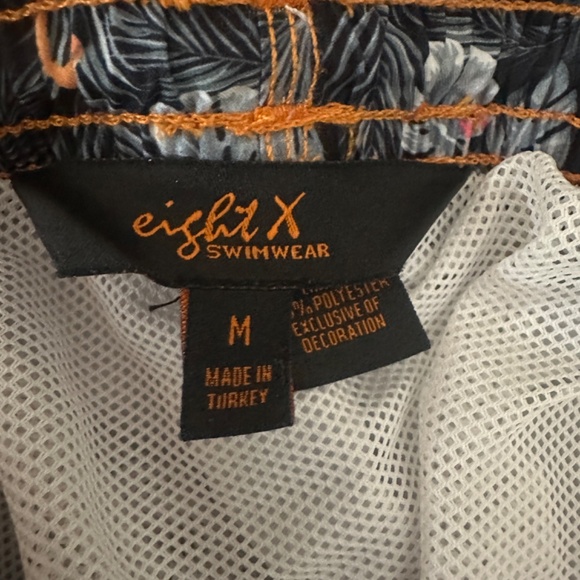 eight X
SWIMWEAR
M
MADE IN
TURKEY
% POLYESTER
EXCLUSIVE OF
DECORATION